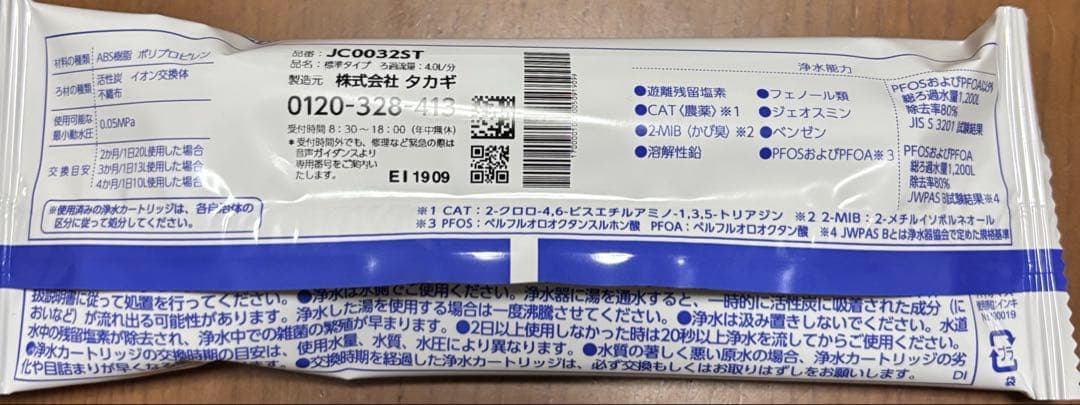 材料の種類 ABS樹脂 ポリプロピレン
ろ材の種類 活性炭 イオン交換体
不織布
使用可能な
最小動水圧 0.05MPa
交換目安 2か月/1日20L使用した場合
3か月/1日13L使用した場合
4か月/1日10L使用した場合
※使用済みの浄水カートリッジは、各自治体の
区分に従って処分してください。
品番：JC0032ST
品名：標準タイプ ろ過流量：4.0L/分
製造元 株式会社 タカギ
0120-328-413
受付時間 8:30～18:00（年中無休）
＊受付時間外でも、修理など緊急の際は
音声ガイダンスより
専用番号をご案内い
たします。
EI1909
浄水能力
●遊離残留塩素
●CAT（農薬）※1
●2-MIB（かび臭）※2
●溶解性鉛
●フェノール類
●ジェオスミン
●ベンゼン
●PFOSおよびPFOA※3
PFOSおよびPFOA以外
総ろ過水量1,200L
除去率80%
JIS S 3201 試験結果
PFOSおよびPFOA
総ろ過水量1,200L
除去率80%
JWPAS B試験結果※4
※1 CAT：2-クロロ-4,6-ビスエチルアミノ-1,3,5-トリアジン ※2 2-MIB：2-メチルイソボルネオール
※3 PFOS：ペルフルオロオクタンスルホン酸 PFOA：ペルフルオロオクタン酸 ※4 JWPAS Bとは浄水器協会で定めた規格基準
扱説明書に従って処置を行ってください。●浄水は水筒でご使用ください。浄水器に湯を通水すると、一時的に活性炭に吸着された成分（に
おいなど）が流れ出る可能性があります。浄水した湯を使用する場合は一度沸騰させてください。●浄水は汲み置きしないでください。水道
水中の残留塩素が除去され、浄水中での雑菌の繁殖が早まります。●2日以上使用しなかった時は20秒以上浄水を流してからご使用ください。
●浄水カートリッジの交換時期の目安は、使用水量、水質、水圧により異なります。●水質の著しく悪い原水の場合、浄水カートリッジの劣
化や目詰まりが早くなる
●交換時期を経過した浄水カートリッジは、必ず交換もしくはお取りはずしをお願いします。
DI
No.00019
プラ
袋